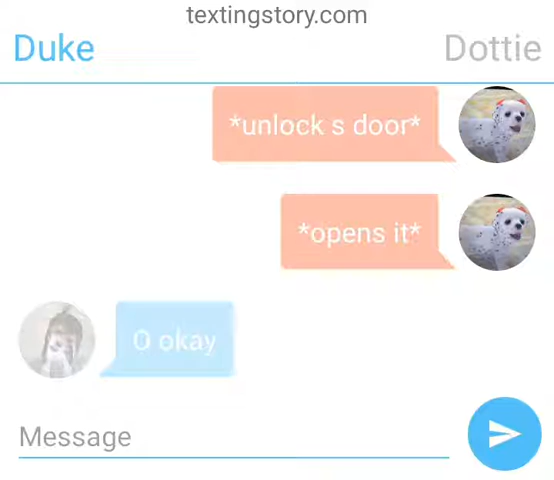 textingstory.com
Duke Dottie
*unlock s door*
*opens it*
O okay
Message